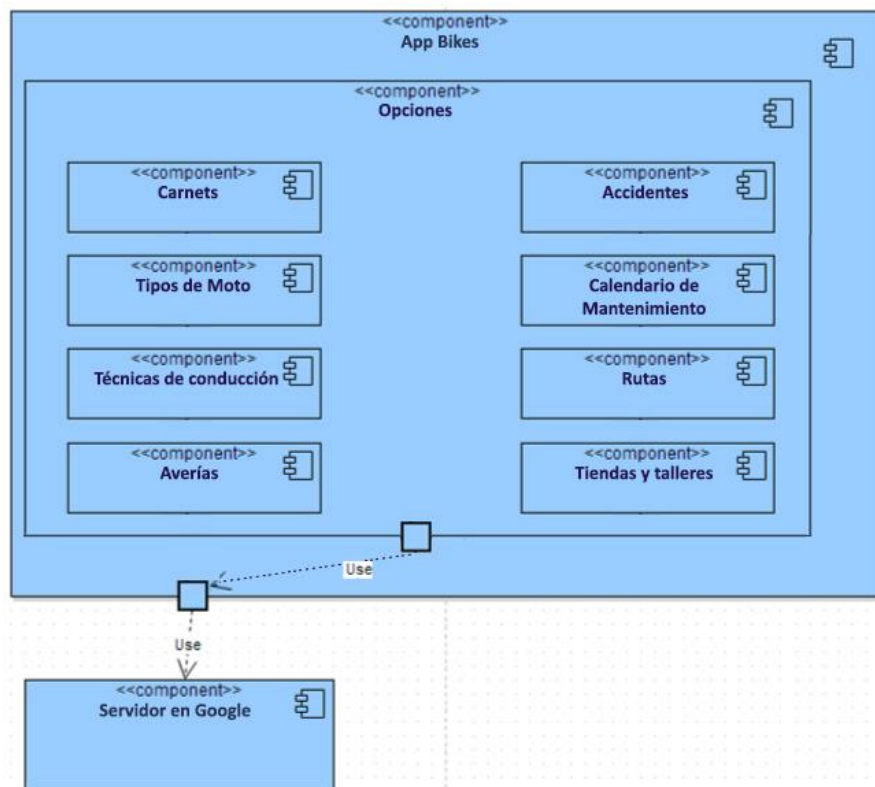 <<component>>
App Bikes
<<component>>
Opciones
<<component>>
Carnets
<<component>>
Accidentes
<<component>>
Tipos de Moto
<<component>>
Calendario de
Mantenimiento
<<component>>
Técnicas de conducción
<<component>>
Rutas
<<component>>
Averías
<<component>>
Tiendas y talleres
Use
Use
<<component>>
Servidor en Google